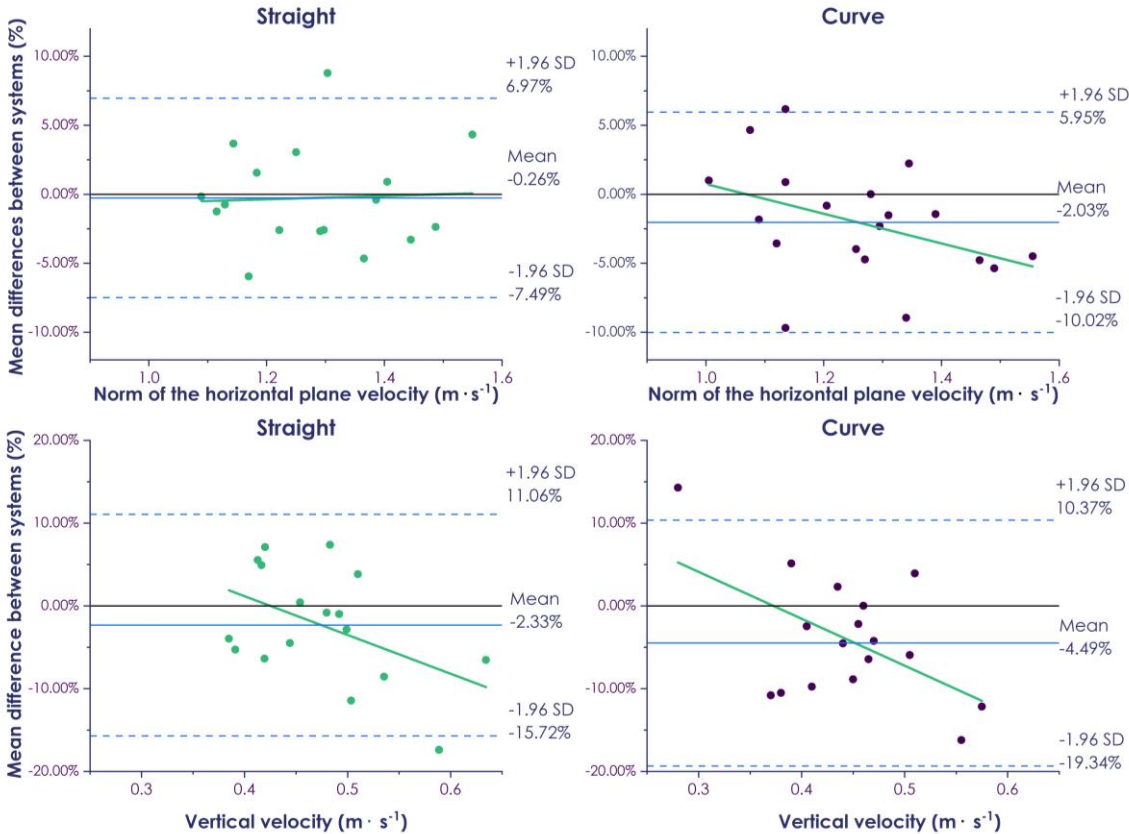 Straight
Mean differences between systems (%)
10.00%
5.00%
0.00%
-5.00%
-10.00%
+1.96 SD
6.97%
Mean
-0.26%
-1.96 SD
-7.49%
1.0
1.2
1.4
1.6
Norm of the horizontal plane velocity (m · s⁻¹)
Curve
10.00%
5.00%
0.00%
-5.00%
-10.00%
+1.96 SD
5.95%
Mean
-2.03%
-1.96 SD
-10.02%
1.0
1.2
1.4
1.6
Norm of the horizontal plane velocity (m · s⁻¹)
Straight
Mean difference between systems (%)
20.00%
10.00%
0.00%
-10.00%
-20.00%
+1.96 SD
11.06%
Mean
-2.33%
-1.96 SD
-15.72%
0.3
0.4
0.5
0.6
Vertical velocity (m · s⁻¹)
Curve
20.00%
10.00%
0.00%
-10.00%
-20.00%
+1.96 SD
10.37%
Mean
-4.49%
-1.96 SD
-19.34%
0.3
0.4
0.5
0.6
Vertical velocity (m · s⁻¹)